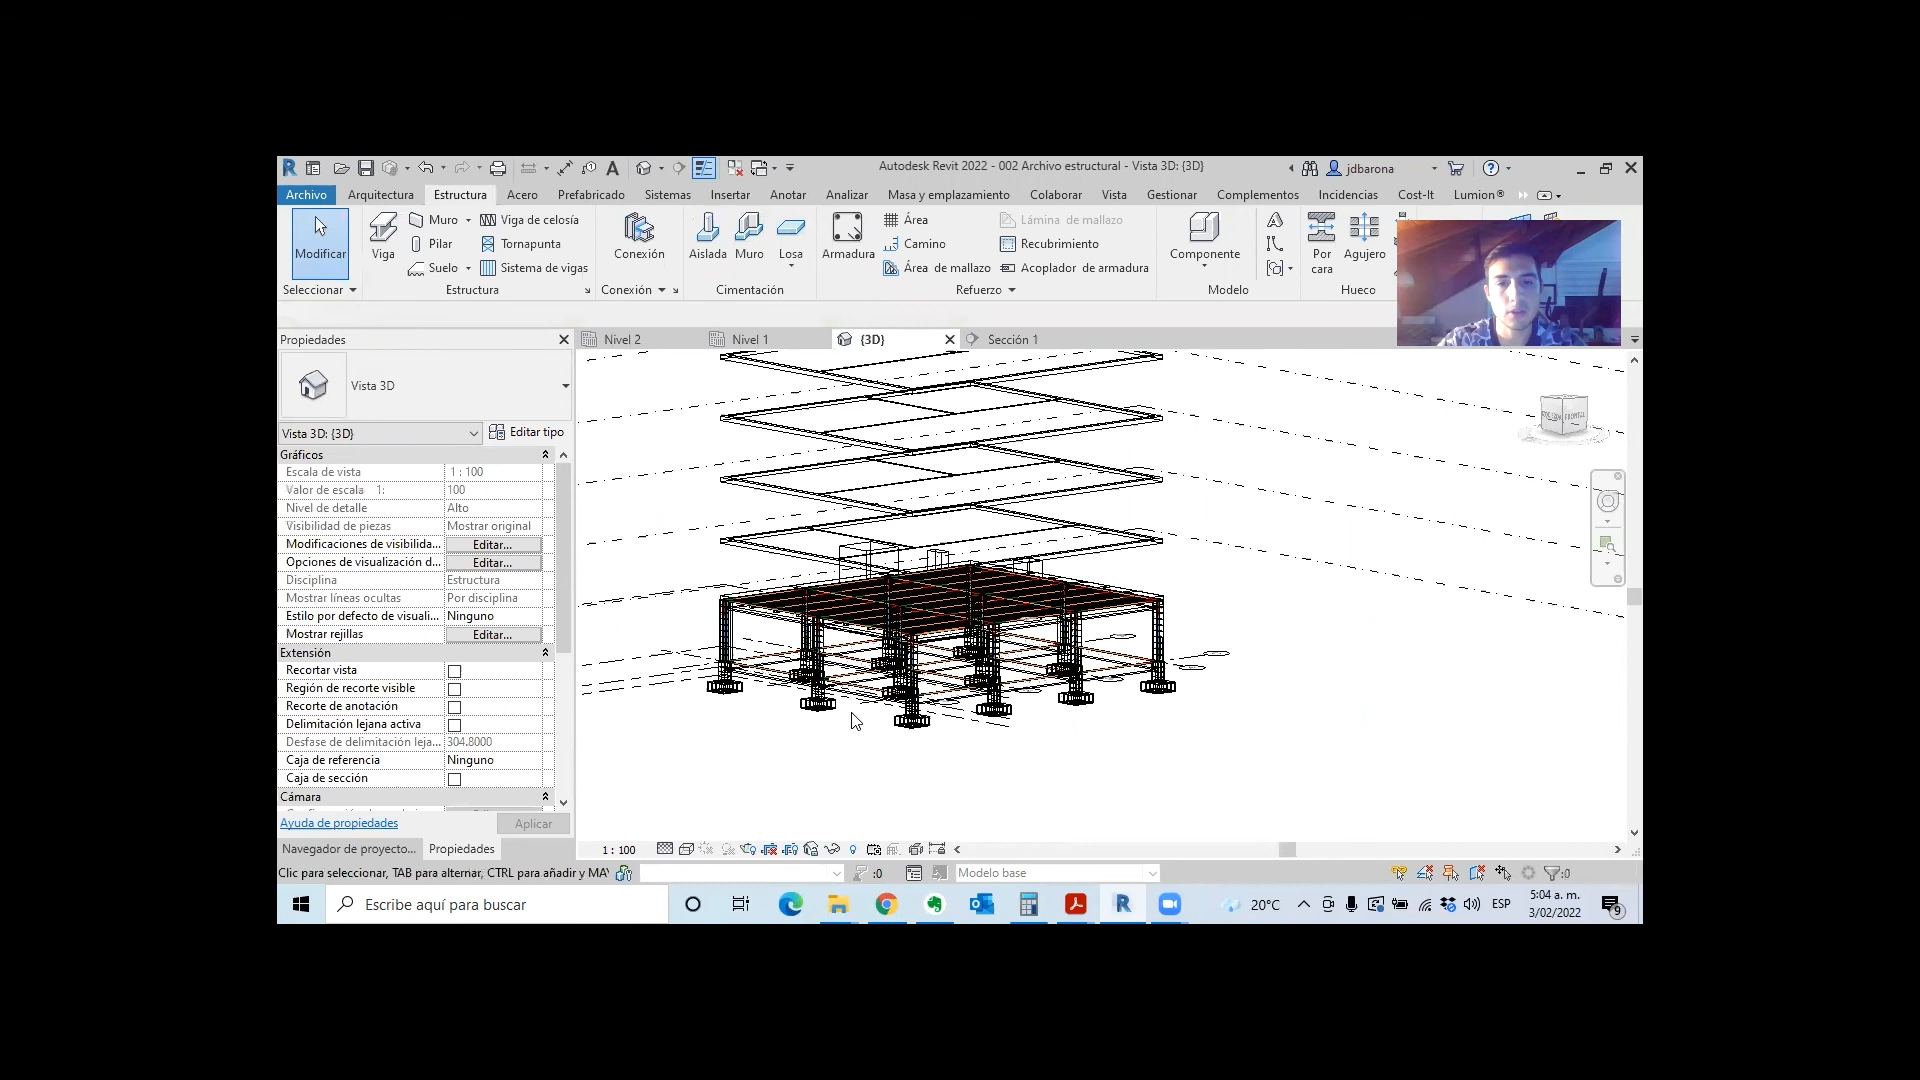 Autodesk Revit 2022 - 002 Archivo estructural - Vista 3D: {3D}
jdbarona
Archivo Arquitectura Estructura Acero Prefabricado Sistemas Insertar Anotar Analizar Masa y emplazamiento Colaborar Vista Gestionar Complementos Incidencias Cost-It Lumion®
Modificar
Seleccionar
Viga
Muro
Pilar
Suelo
Viga de celosía
Tornapunta
Sistema de vigas
Estructura
Conexión
Conexión
Aislada Muro Losa
Cimentación
Armadura
Área
Camino
Área de mallazo
Lámina de mallazo
Recubrimiento
Acoplador de armadura
Refuerzo
Componente
Modelo
Por cara
Agujero
Hueco
Propiedades
Nivel 2
Nivel 1
{3D}
Sección 1
Vista 3D
Vista 3D: {3D}
Editar tipo
Gráficos
Escala de vista 1 : 100
Valor de escala 1: 100
Nivel de detalle Alto
Visibilidad de piezas Mostrar original
Modificaciones de visibilida... Editar...
Opciones de visualización d... Editar...
Disciplina Estructura
Mostrar líneas ocultas Por disciplina
Estilo por defecto de visuali... Ninguno
Mostrar rejillas Editar...
Extensión
Recortar vista
Región de recorte visible
Recorte de anotación
Delimitación lejana activa
Desfase de delimitación leja... 304.8000
Caja de referencia Ninguno
Caja de sección
Cámara
Ayuda de propiedades
Aplicar
Navegador de proyecto... Propiedades
1 : 100
Clic para seleccionar, TAB para alternar, CTRL para añadir y MA
:0
Modelo base
:0
Escribe aquí para buscar
20°C
ESP
5:04 a. m.
3/02/2022
9